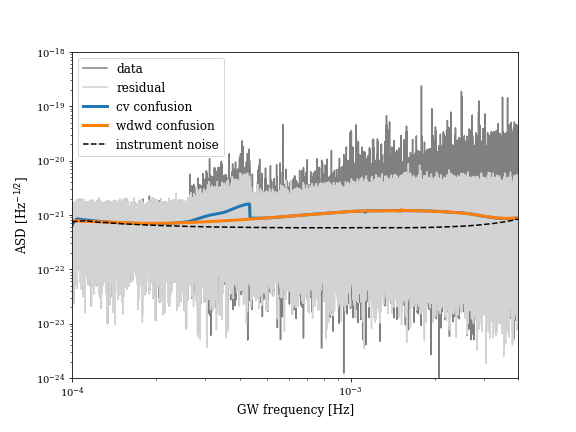 10^{-18}
10^{-19}
10^{-20}
10^{-21}
10^{-22}
10^{-23}
10^{-24}
ASD [Hz^{-1/2}]
data
residual
cv confusion
wdwd confusion
instrument noise
10^{-4}
10^{-3}
GW frequency [Hz]